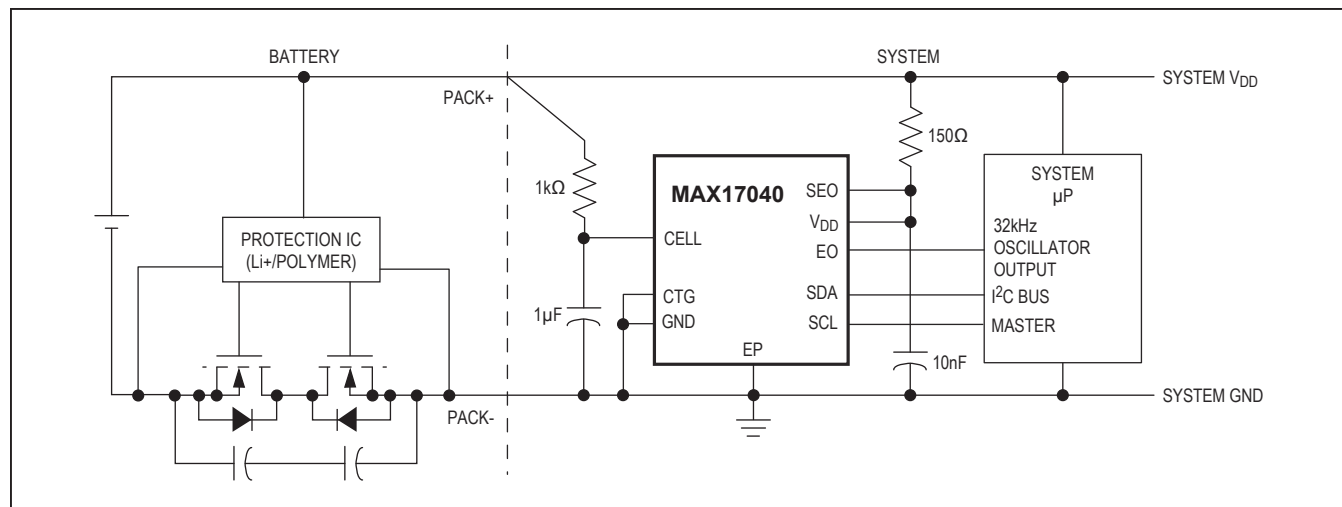 BATTERY
SYSTEM
SYSTEM VDD
PACK+
150Ω
1kΩ
MAX17040
SEO
VDD
EO
SDA
SCL
CELL
CTG
GND
EP
SYSTEM
µP
32kHz
OSCILLATOR
OUTPUT
I2C BUS
MASTER
PROTECTION IC
(Li+/POLYMER)
1µF
10nF
PACK-
SYSTEM GND